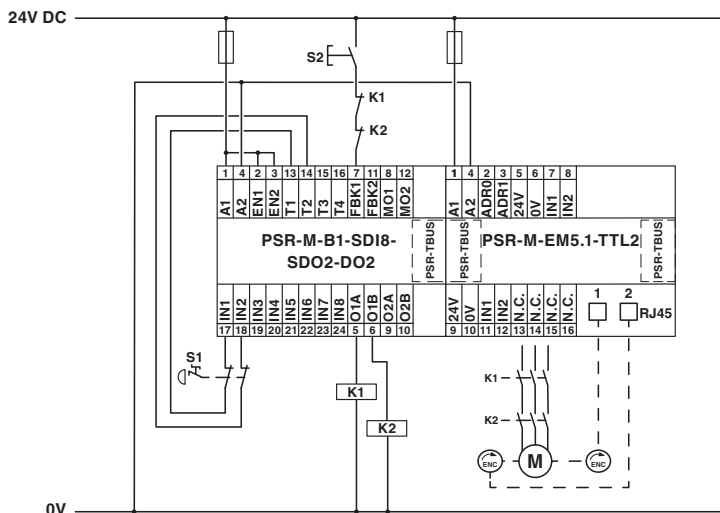 24V DC
S2
K1
K2
1 4 2 3 13 14 15 16 7 11 8 12
A1 A2 EN1 EN2 T1 T2 T3 T4 FBK1 FBK2 MO1 MO2
1 4 2 3 5 6 7 8
A1 A2 ADR0 ADR1 24V 0V IN1 IN2
PSR-M-B1-SDI8-
SDO2-DO2
PSR-TBUS
PSR-TBUS
PSR-M-EM5.1-TTL2
PSR-TBUS
1 2
RJ45
IN1 IN2 IN3 IN4 IN5 IN6 IN7 IN8 O1A O1B O2A O2B
17 18 19 20 21 22 23 24 5 6 9 10
24V 0V IN1 IN2 N.C. N.C. N.C. N.C.
9 10 11 12 13 14 15 16
S1
K1
K2
K1
K2
ENC
M
ENC
0V